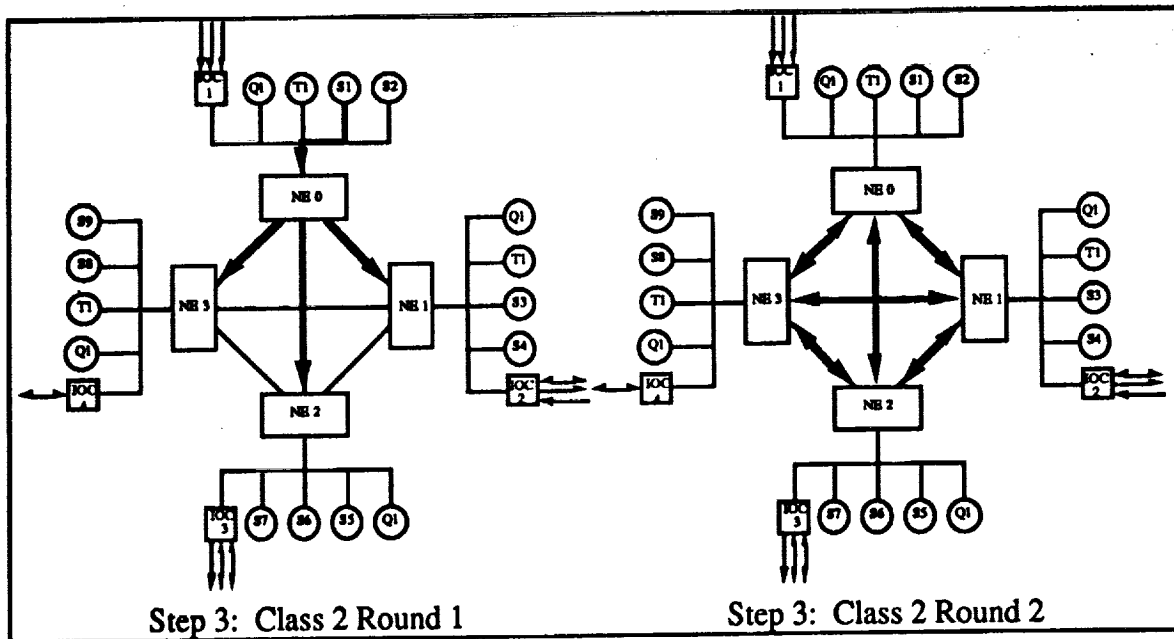 IOC
1
Q1
T1
S1
S2
NE 0
S9
S8
T1
Q1
IOC
4
NE 3
NE 1
Q1
T1
S3
S4
IOC
2
NE 2
IOC
3
S7
S6
S5
Q1
Step 3: Class 2 Round 1
IOC
1
Q1
T1
S1
S2
NE 0
S9
S8
T1
Q1
IOC
4
NE 3
NE 1
Q1
T1
S3
S4
IOC
2
NE 2
IOC
3
S7
S6
S5
Q1
Step 3: Class 2 Round 2